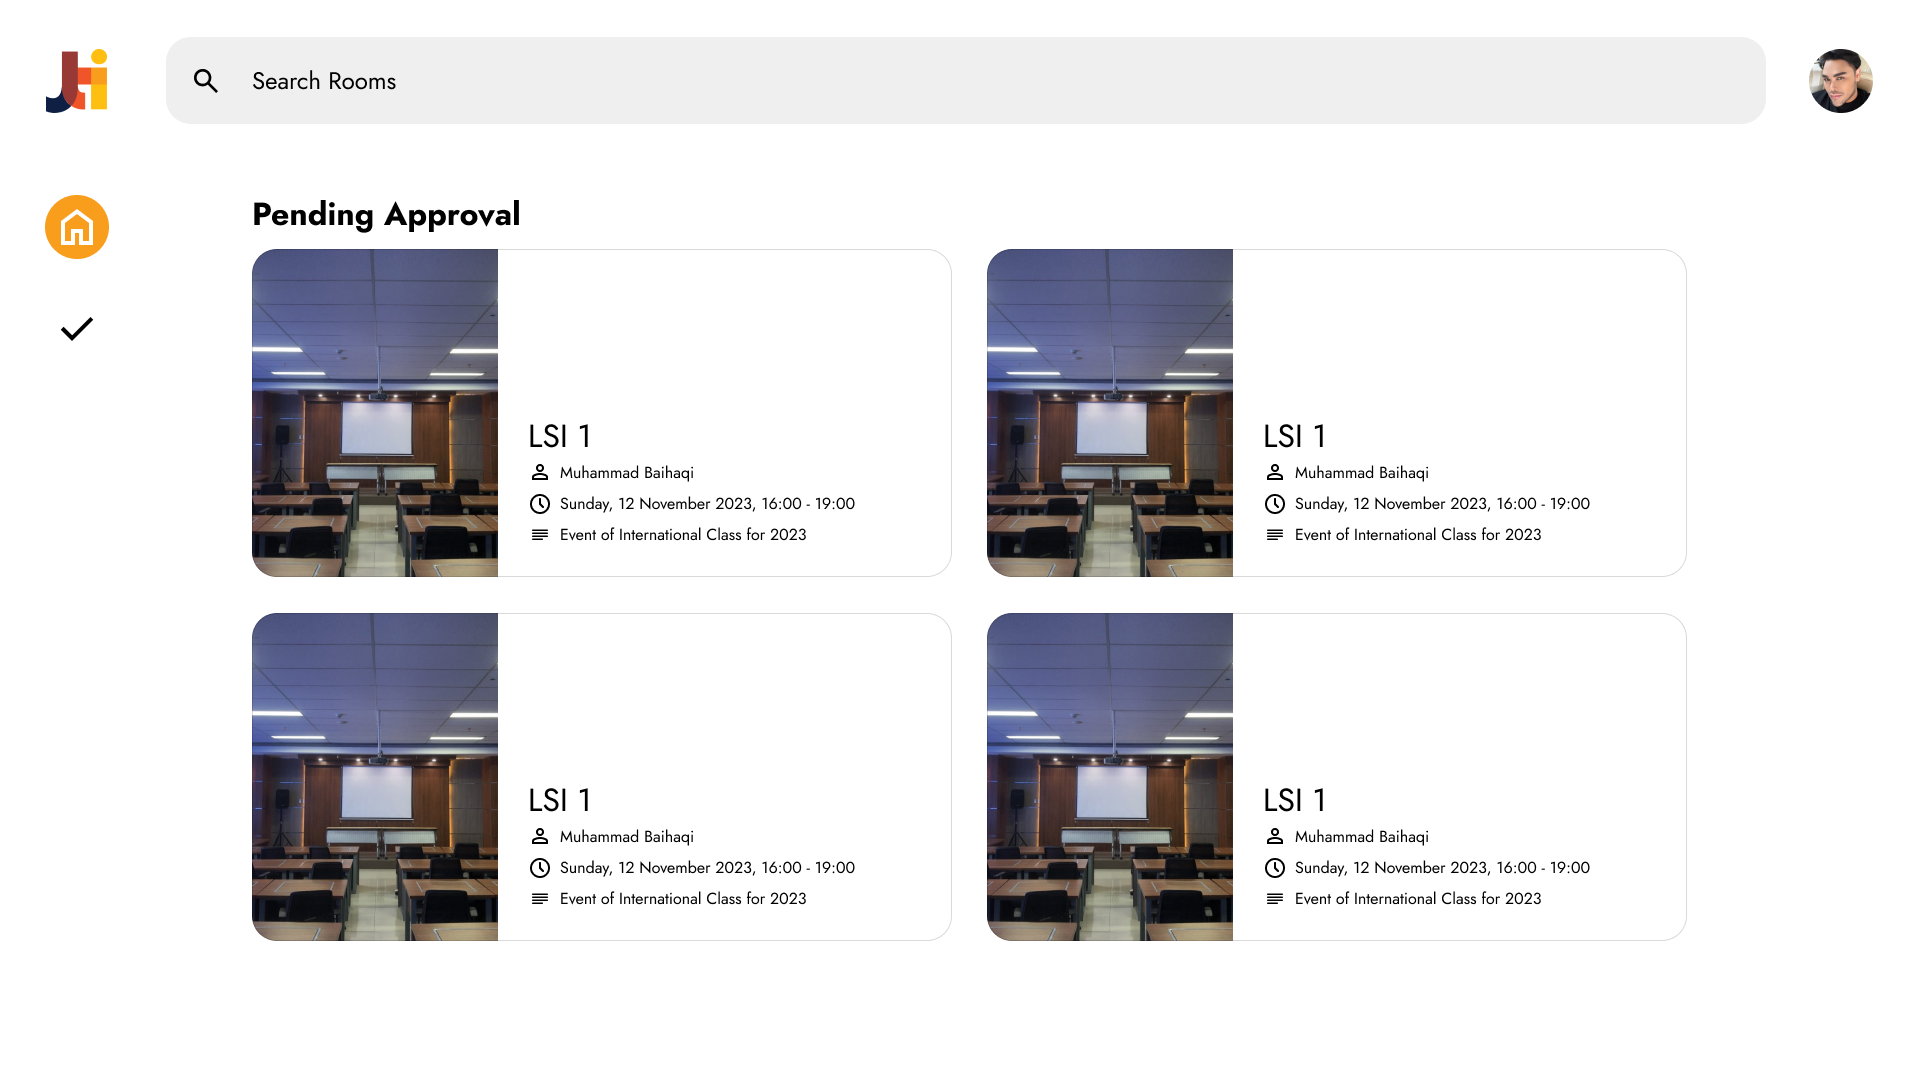 Jti
Search Rooms
Pending Approval
LSI 1
Muhammad Baihaqi
Sunday, 12 November 2023, 16:00 - 19:00
Event of International Class for 2023
LSI 1
Muhammad Baihaqi
Sunday, 12 November 2023, 16:00 - 19:00
Event of International Class for 2023
LSI 1
Muhammad Baihaqi
Sunday, 12 November 2023, 16:00 - 19:00
Event of International Class for 2023
LSI 1
Muhammad Baihaqi
Sunday, 12 November 2023, 16:00 - 19:00
Event of International Class for 2023